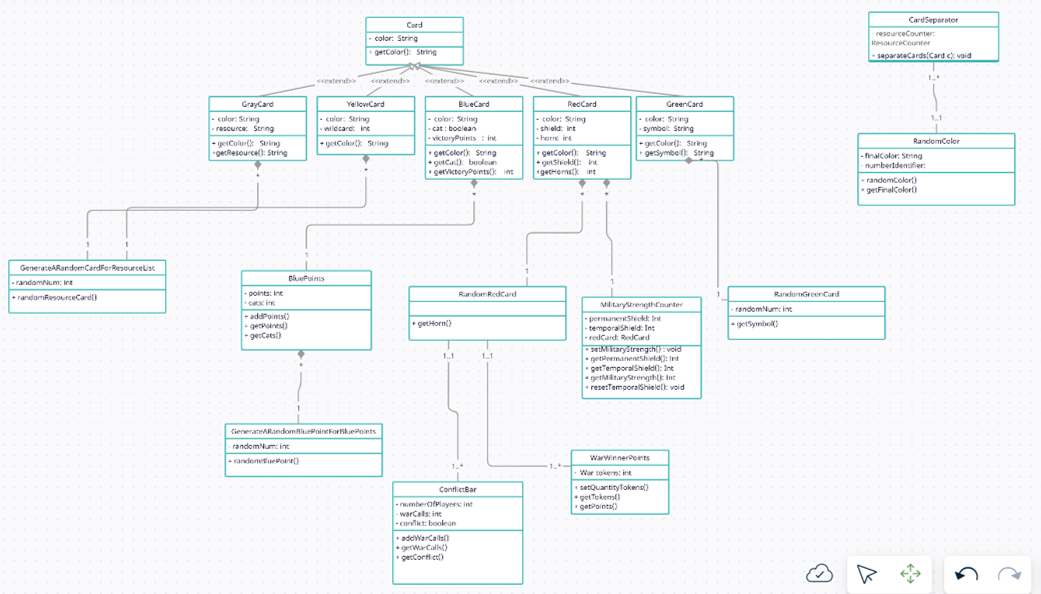 Card
- color: String
+ getColor(): String
CardSeparator
resourceCounter:
ResourceCounter
+ separateCards(Card c): void
1..*
1..1
RandomColor
- finalColor: String
- numberIdentifier:
+ randomColor()
+ getFinalColor()
<<extend>>
<<extend>>
<<extend>>
<<extend>>
<<extend>>
GrayCard
- color: String
- resource: String
+ getColor(): String
+getResource(): String
YellowCard
- color: String
- wildcard: int
+ getColor(): String
BlueCard
- color: String
- cat : boolean
- victoryPoints : int
+ getColor(): String
+ getCat(): boolean
+ getVictoryPoints(): int
RedCard
- color: String
- shield: int
- horn: int
+ getColor(): String
+ getShield(): int
+getHorns(): int
GreenCard
- color: String
- symbol: String
+ getColor(): String
+ getSymbol(): String
*
*
*
*
*
1
1
1
1
1
1
GenerateARandomCardForResourceList
- randomNum: int
+ randomResourceCard()
BluePoints
- points: int
- cats: int
+ addPoints()
+ getPoints()
+ getCats()
RandomRedCard
+ getHorn()
MilitaryStrengthCounter
- permanentShield: Int
- temporalShield: Int
- redCard: RedCard
+ setMilitaryStrength() : void
+ getPermanentShield(): Int
+ getTemporalShield(): Int
+ getMilitaryStrength(): Int
+ resetTemporalShield(): void
RandomGreenCard
- randomNum: int
+ getSymbol()
*
1
GenerateARandomBluePointForBluePoints
- randomNum: int
+ randomBluePoint()
1..1
1..1
1..*
1..*
ConflictBar
- numberOfPlayers: int
- warCalls: int
- conflict: boolean
+ addWarCalls()
+ getWarCalls()
+ getConflict()
WarWinnerPoints
- War tokens: int
+ setQuantityTokens()
+ getTokens()
+ getPoints()